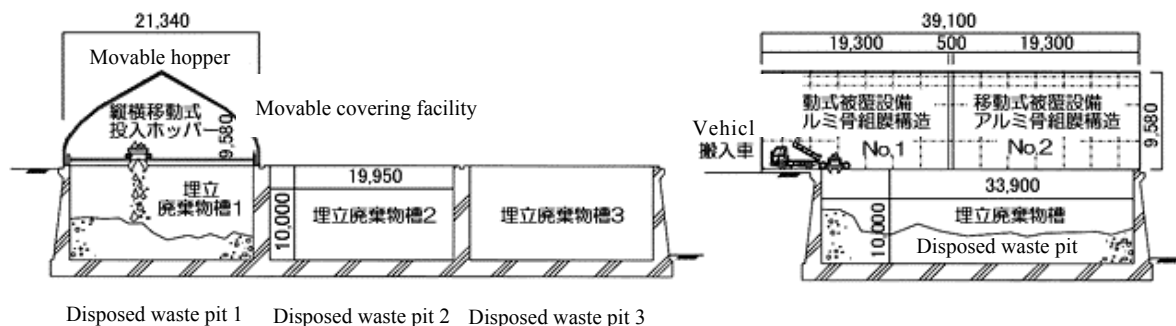 21,340
Movable hopper
縦横移動式
投入ホッパー
9,580
Movable covering facility
埋立
廃棄物槽1
10,000
19,950
埋立廃棄物槽2
埋立廃棄物槽3
Disposed waste pit 1
Disposed waste pit 2
Disposed waste pit 3
39,100
19,300
500
19,300
動式被覆設備
ルミ骨組膜構造
No.1
移動式被覆設備
アルミ骨組膜構造
No.2
9,580
Vehicl
搬入車
33,900
10,000
埋立廃棄物槽
Disposed waste pit